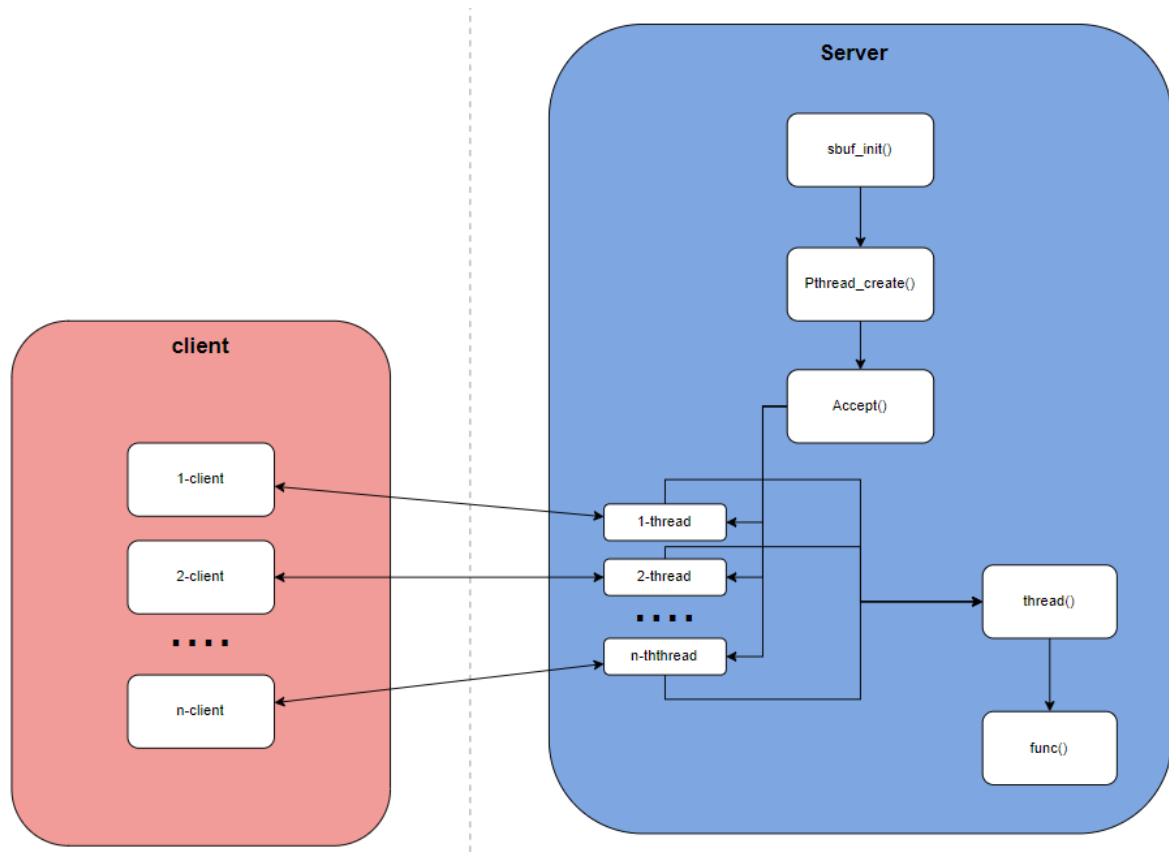 Server
sbuf_init()
Pthread_create()
Accept()
client
1-client
2-client
....
n-client
1-thread
2-thread
....
n-ththread
thread()
func()